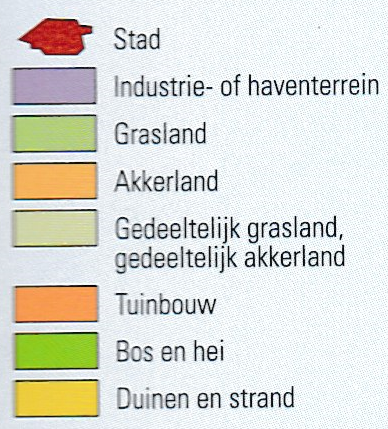 Stad
Industrie- of haventerrein
Grasland
Akkerland
Gedeeltelijk grasland,
gedeeltelijk akkerland
Tuinbouw
Bos en hei
Duinen en strand